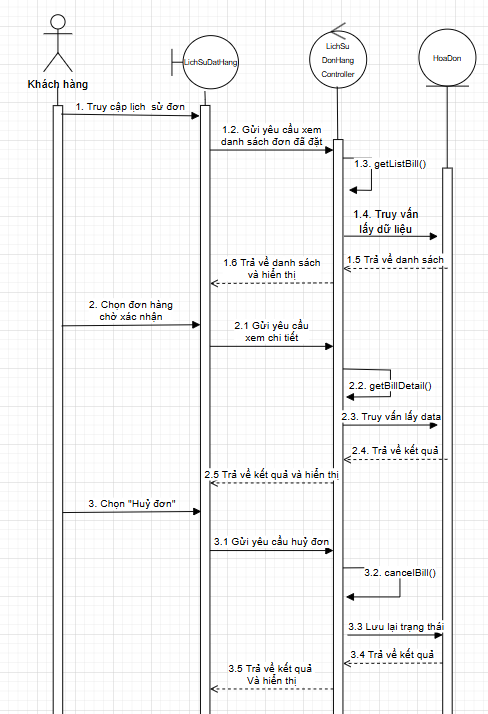 LichSu
DonHang
Controller
LichSuDatHang
HoaDon
Khách hàng
1. Truy cập lịch sử đơn
1.2. Gửi yêu cầu xem
danh sách đơn đã đặt
1.3. getListBill()
1.4. Truy vấn
lấy dữ liệu
1.5 Trả về danh sách
1.6 Trả về danh sách
và hiển thị
2. Chọn đơn hàng
chờ xác nhận
2.1 Gửi yêu cầu
xem chi tiết
2.2. getBillDetail()
2.3. Truy vấn lấy data
2.4. Trả về kết quả
2.5 Trả về kết quả và hiển thị
3. Chọn "Huỷ đơn"
3.1 Gửi yêu cầu huỷ đơn
3.2. cancelBill()
3.3 Lưu lại trạng thái
3.4 Trả về kết quả
3.5 Trả về kết quả
Và hiển thị